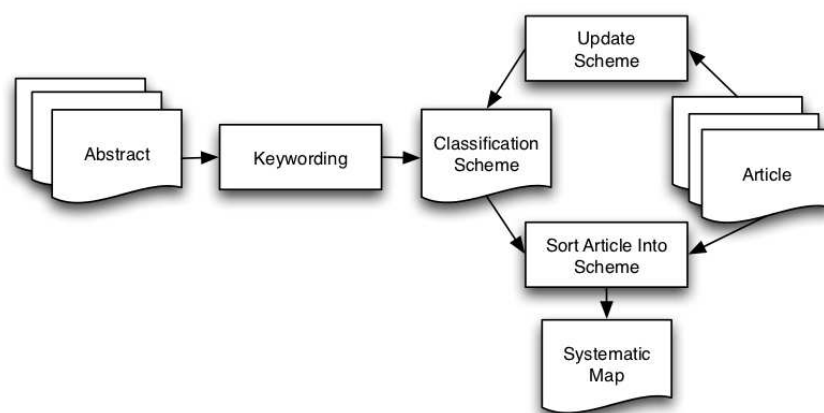 Update
Scheme
Abstract
Keywording
Classification
Scheme
Article
Sort Article Into
Scheme
Systematic
Map